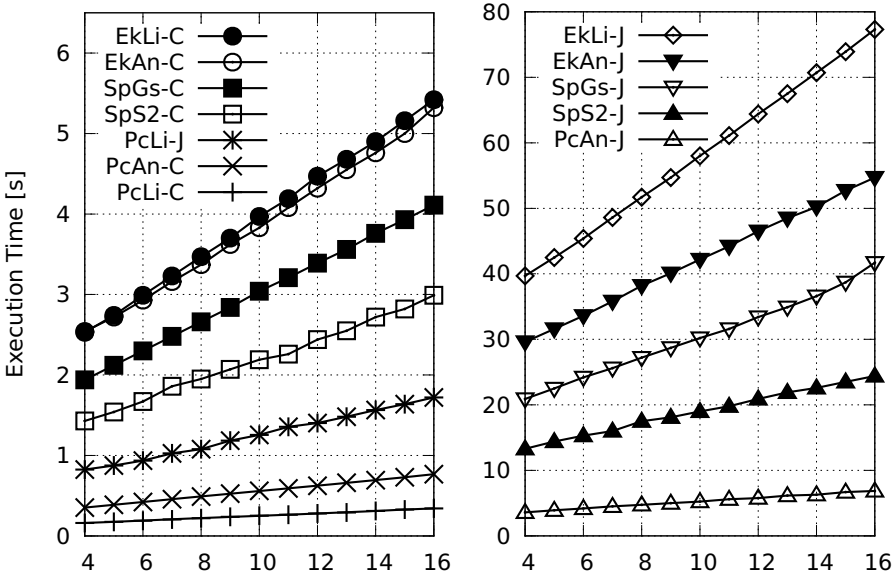 Execution Time [s]
6
5
4
3
2
1
0
EkLi-C
EkAn-C
SpGs-C
SpS2-C
PcLi-J
PcAn-C
PcLi-C
4 6 8 10 12 14 16
80
70
60
50
40
30
20
10
0
EkLi-J
EkAn-J
SpGs-J
SpS2-J
PcAn-J
4 6 8 10 12 14 16